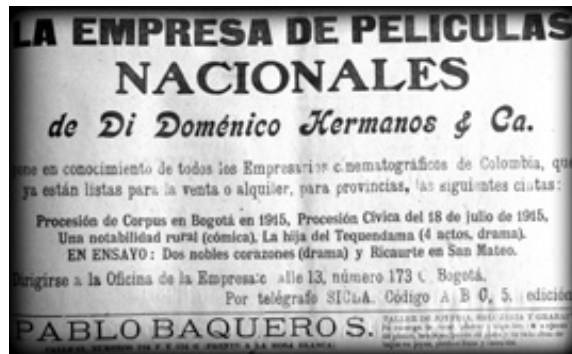 LA EMPRESA DE PELICULAS
NACIONALES
de Di Doménico Hermanos & Ca.
one en conocimiento de todos los Empresarios cinematográficos de Colombia, que
ya están listas para la venta o alquiler, para provincias, las siguientes cintas:
Procesión de Corpus en Bogotá en 1915, Procesión Cívica del 18 de julio de 1915,
Una notabilidad rural (cómica), La hija del Tequendama (4 actos, drama).
EN ENSAYO: Dos nobles corazones (drama) y Ricaurte en San Mateo.
Dirigirse a la Oficina de la Empresa: calle 13, número 173 Bogotá.
Por telégrafo SICLA. Código A B C, 5. edición
PABLO BAQUERO S.